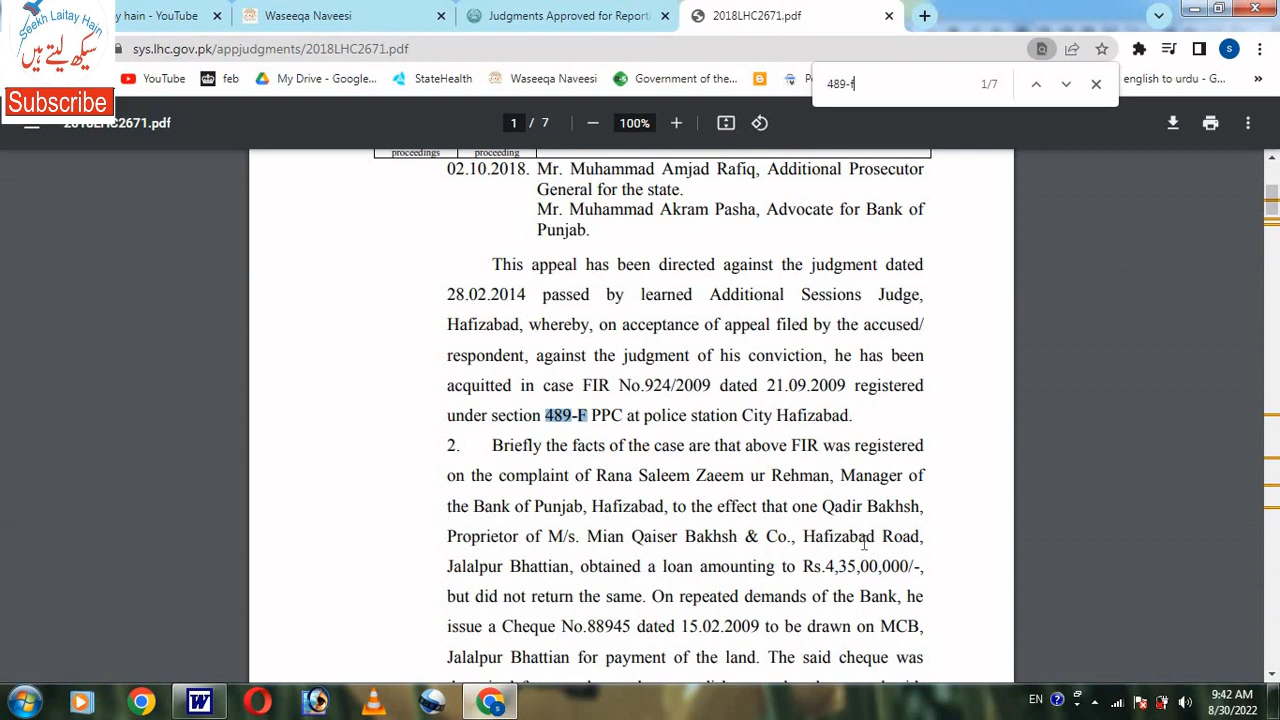 Seekh Laitay Hain
سیکھ لیتے ہیں
Subscribe
tay hain - YouTube
Waseeqa Naveesi
Judgments Approved for Report
2018LHC2671.pdf
sys.lhc.gov.pk/appjudgments/2018LHC2671.pdf
S
YouTube
feb
My Drive - Google...
StateHealth
Waseeqa Naveesi
english to urdu - G...
489-f
1/7
2018LHC2671.pdf
1 / 7
100%
proceedings proceeding
02.10.2018. Mr. Muhammad Amjad Rafiq, Additional Prosecutor
General for the state.
Mr. Muhammad Akram Pasha, Advocate for Bank of
Punjab.
This appeal has been directed against the judgment dated
28.02.2014 passed by learned Additional Sessions Judge,
Hafizabad, whereby, on acceptance of appeal filed by the accused/
respondent, against the judgment of his conviction, he has been
acquitted in case FIR No.924/2009 dated 21.09.2009 registered
under section 489-F PPC at police station City Hafizabad.
2. Briefly the facts of the case are that above FIR was registered
on the complaint of Rana Saleem Zaeem ur Rehman, Manager of
the Bank of Punjab, Hafizabad, to the effect that one Qadir Bakhsh,
Proprietor of M/s. Mian Qaiser Bakhsh & Co., Hafizabad Road,
Jalalpur Bhattian, obtained a loan amounting to Rs.4,35,00,000/-,
but did not return the same. On repeated demands of the Bank, he
issue a Cheque No.88945 dated 15.02.2009 to be drawn on MCB,
Jalalpur Bhattian for payment of the land. The said cheque was
EN
9:42 AM
8/30/2022